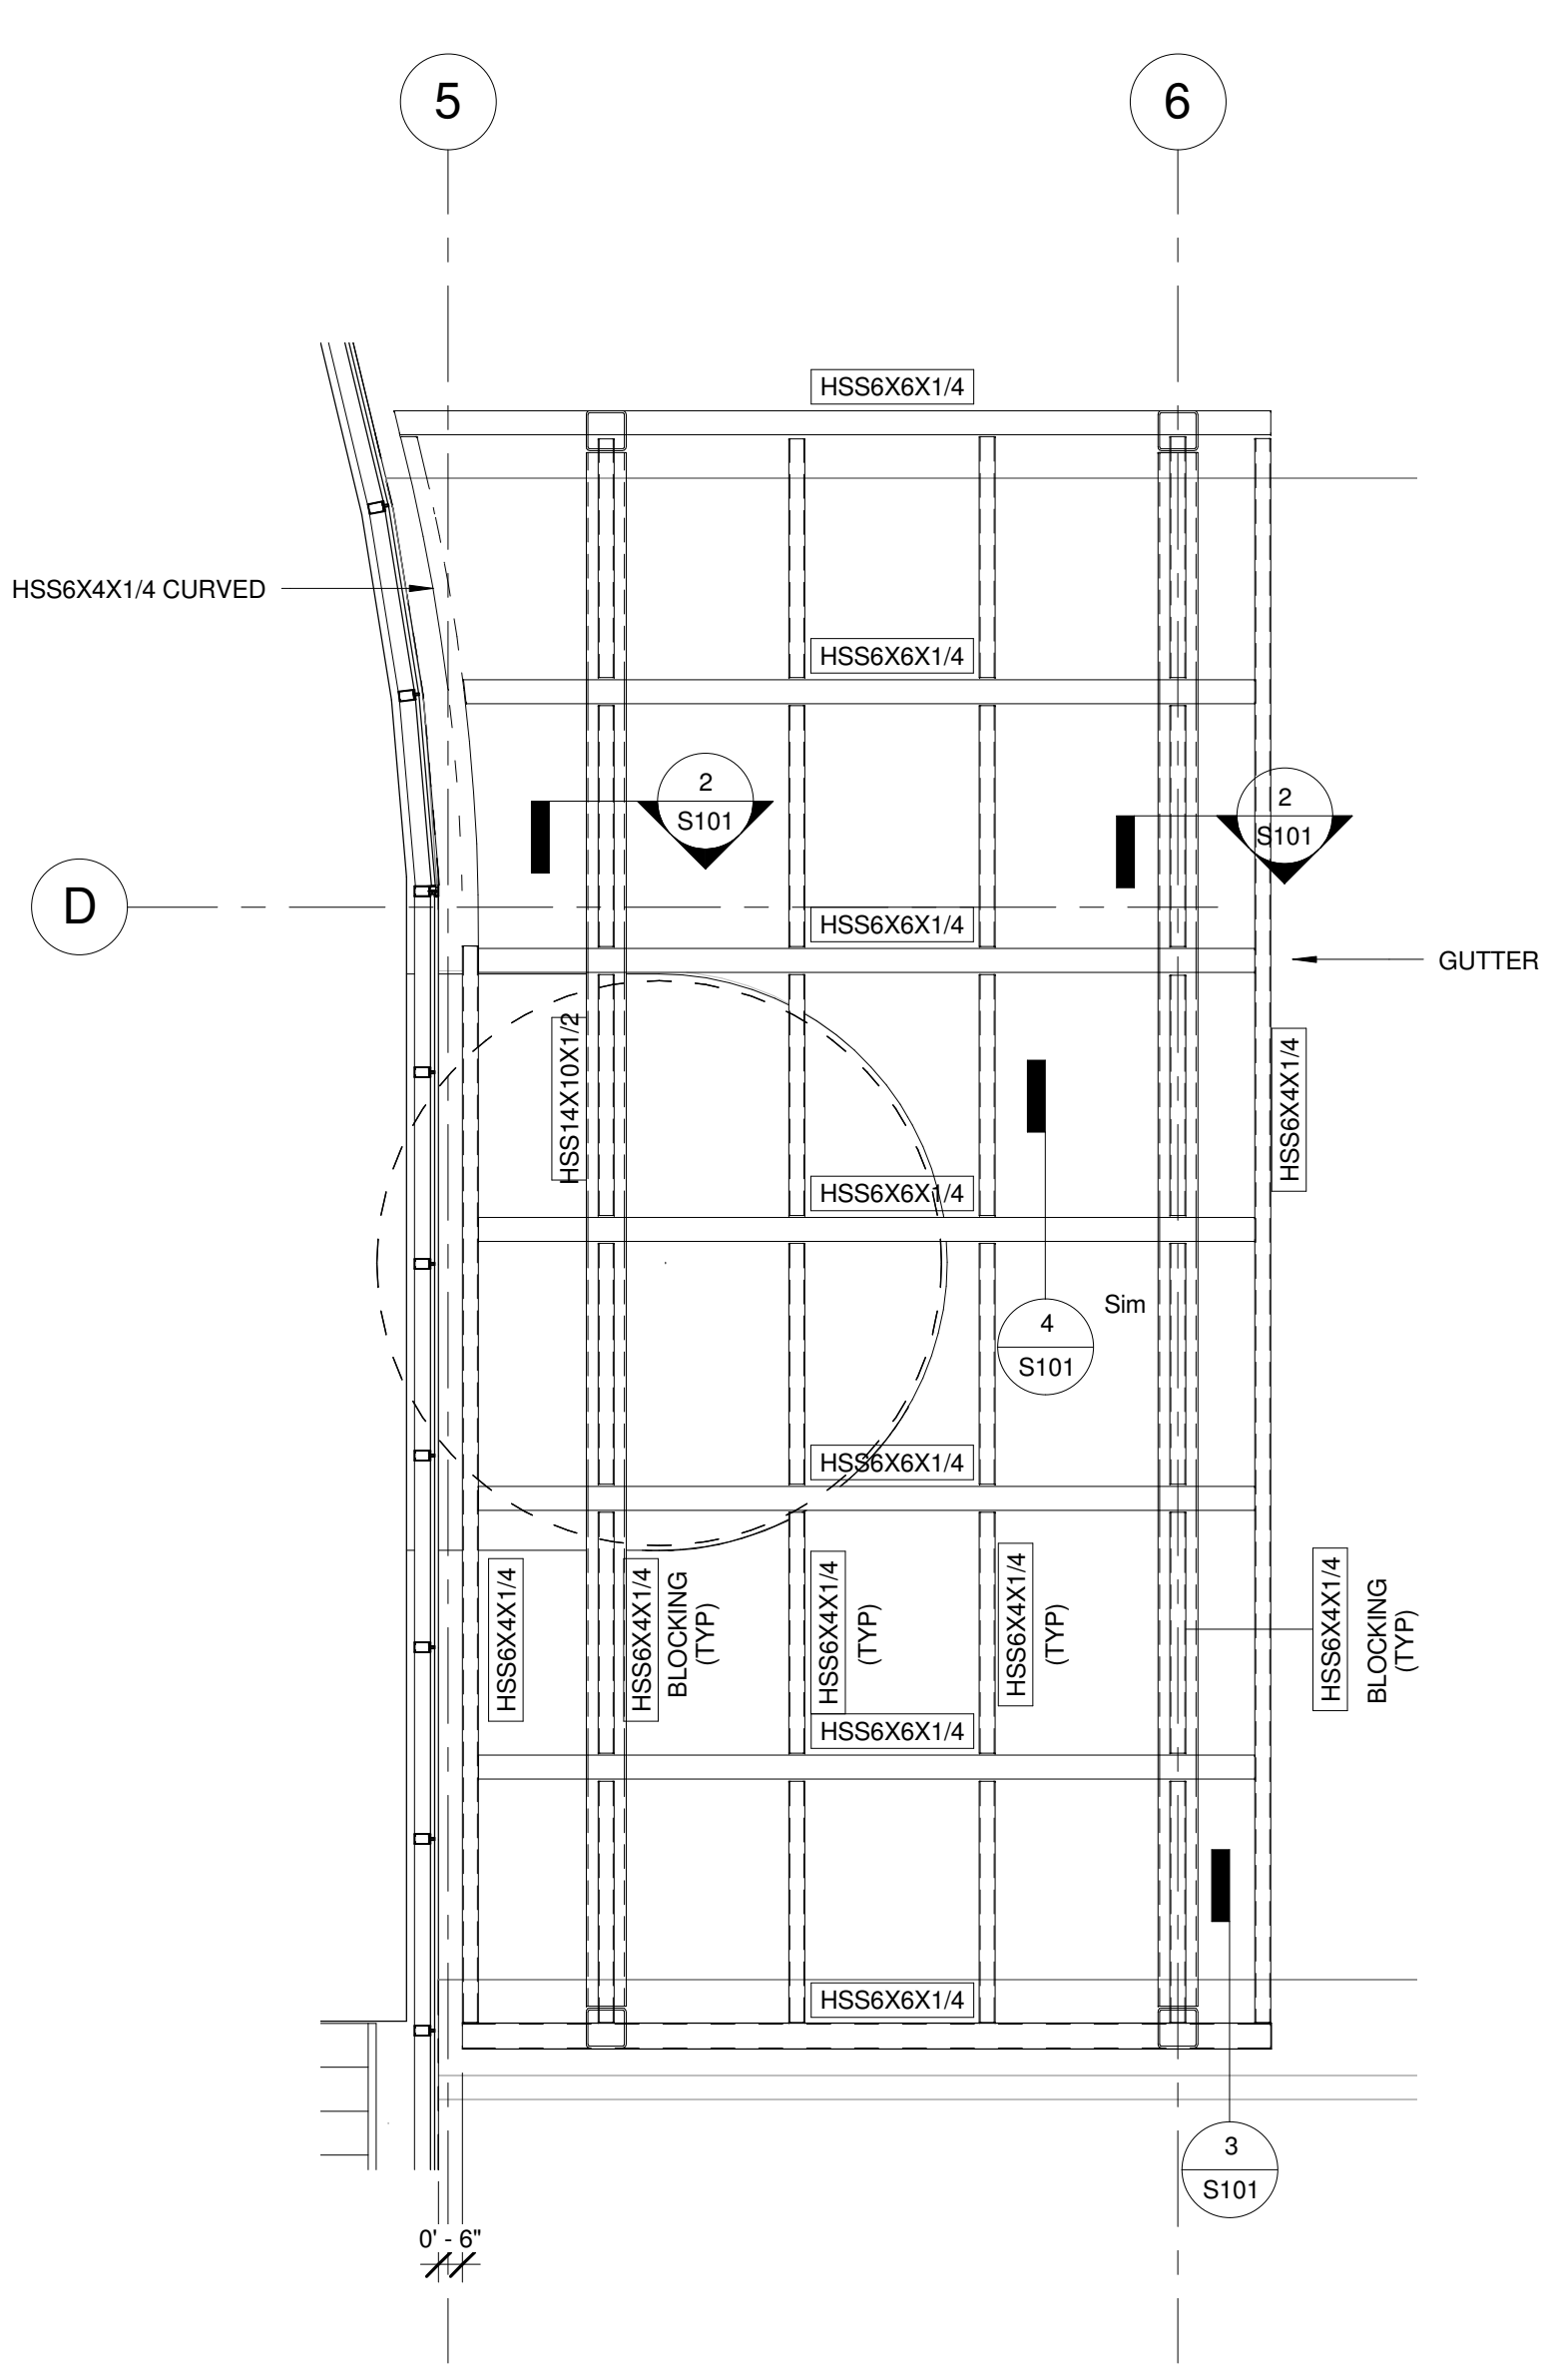 5
6
HSS6X6X1/4
HSS6X4X1/4 CURVED
HSS6X6X1/4
2
S101
2
S101
D
HSS6X6X1/4
GUTTER
HSS14X10X1/2
HSS6X4X1/4
HSS6X6X1/4
Sim
4
S101
HSS6X6X1/4
HSS6X4X1/4
HSS6X4X1/4
BLOCKING
(TYP)
HSS6X4X1/4
(TYP)
HSS6X4X1/4
(TYP)
HSS6X4X1/4
BLOCKING
(TYP)
HSS6X6X1/4
HSS6X6X1/4
3
S101
0' - 6"